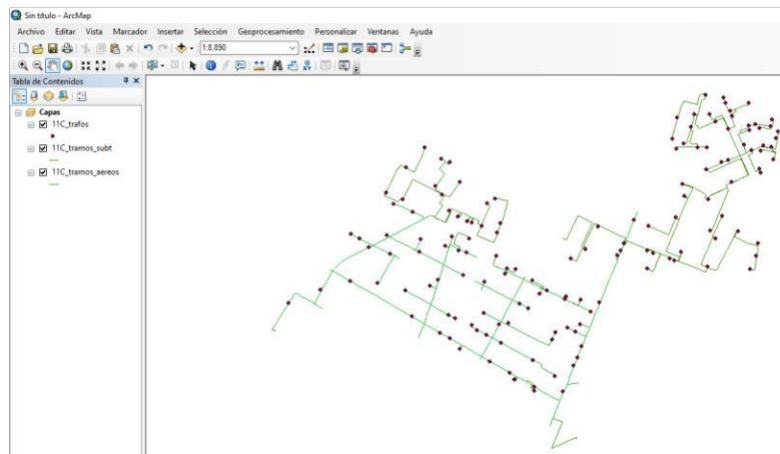 Sin título - ArcMap
Archivo Editar Vista Marcador Insertar Selección Geoprocesamiento Personalizar Ventanas Ayuda
1:8.890
Tabla de Contenidos
Capas
11C_trafos
11C_tramos_subt
11C_tramos_aereos